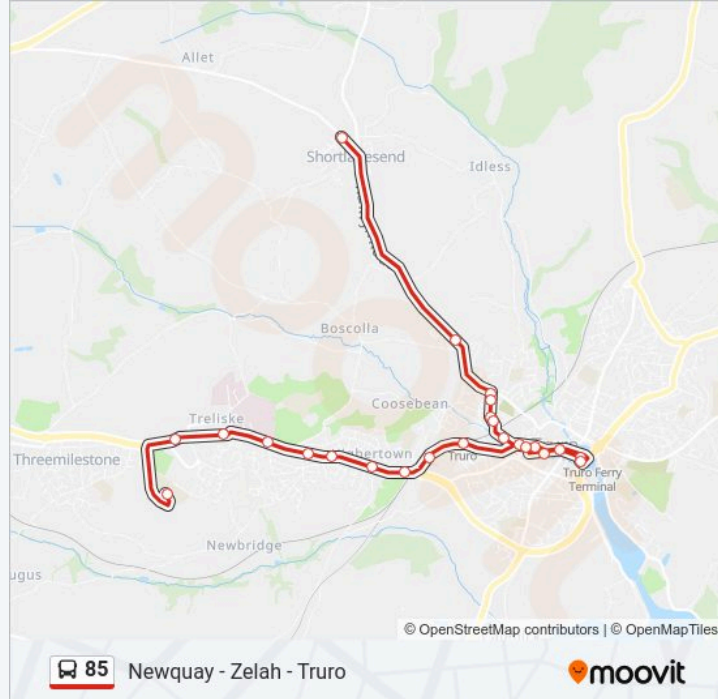 Allet
Shortlanesend
Idless
Boscolla
Coosebean
Treliske
Threemilestone
Truro
Truro Ferry
Terminal
Newbridge
ugus
© OpenStreetMap contributors | © OpenMapTiles
85 Newquay - Zelah - Truro
moovit